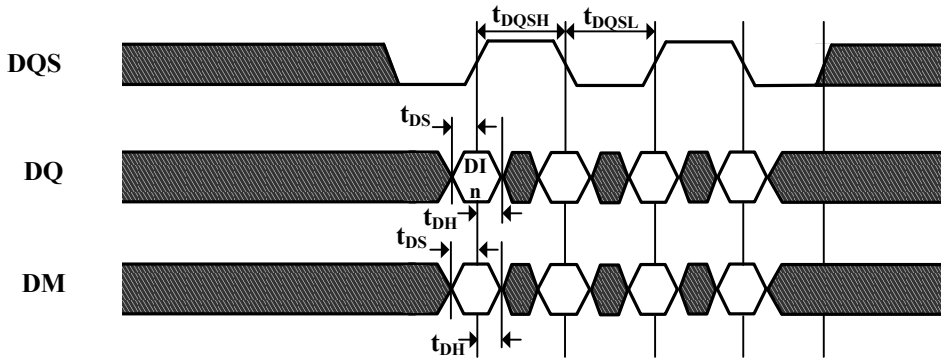 tDQSH tDQSL
DQS
tDS
DQ
DI
n
tDH
tDS
DM
tDH